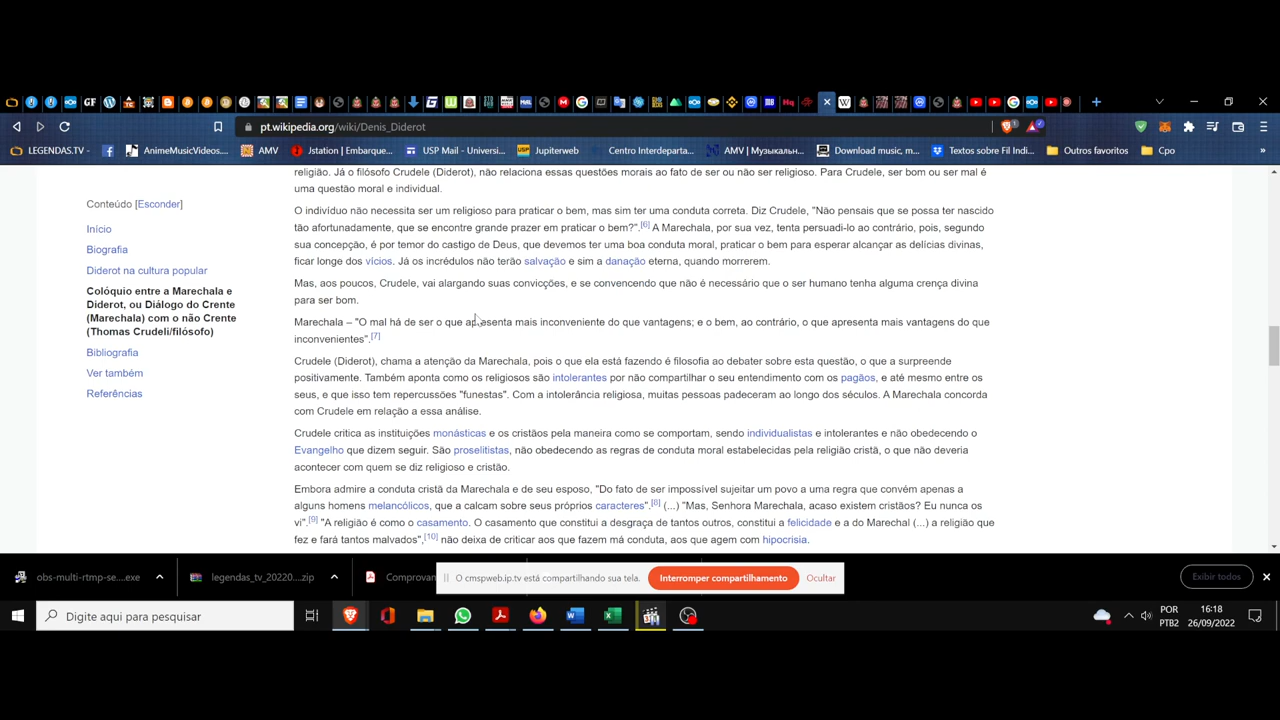 pt.wikipedia.org/wiki/Denis_Diderot
LEGENDAS.TV -
AnimeMusicVideos...
AMV
Jstation | Embarque...
USP Mail - Universi...
Jupiterweb
Centro Interdeparta...
AMV | Музыкальн...
Download music, m...
Textos sobre Fil Indi...
Outros favoritos
Cpo
»
religião. Já o filósofo Crudele (Diderot), não relaciona essas questões morais ao fato de ser ou não ser religioso. Para Crudele, ser bom ou ser mal é
uma questão moral e individual.
Conteúdo [Esconder]
Início
Biografia
Diderot na cultura popular
Colóquio entre a Marechala e
Diderot, ou Diálogo do Crente
(Marechala) com o não Crente
(Thomas Crudeli/filósofo)
Bibliografia
Ver também
Referências
O indivíduo não necessita ser um religioso para praticar o bem, mas sim ter uma conduta correta. Diz Crudele, "Não pensais que se possa ter nascido
tão afortunadamente, que se encontre grande prazer em praticar o bem?".[6] A Marechala, por sua vez, tenta persuadi-lo ao contrário, pois, segundo
sua concepção, é por temor do castigo de Deus, que devemos ter uma boa conduta moral, praticar o bem para esperar alcançar as delícias divinas,
ficar longe dos vícios. Já os incrédulos não terão salvação e sim a danação eterna, quando morrerem.
Mas, aos poucos, Crudele, vai alargando suas convicções, e se convencendo que não é necessário que o ser humano tenha alguma crença divina
para ser bom.
Marechala – "O mal há de ser o que apresenta mais inconveniente do que vantagens; e o bem, ao contrário, o que apresenta mais vantagens do que
inconvenientes".[7]
Crudele (Diderot), chama a atenção da Marechala, pois o que ela está fazendo é filosofia ao debater sobre esta questão, o que a surpreende
positivamente. Também aponta como os religiosos são intolerantes por não compartilhar o seu entendimento com os pagãos, e até mesmo entre os
seus, e que isso tem repercussões "funestas". Com a intolerância religiosa, muitas pessoas padeceram ao longo dos séculos. A Marechala concorda
com Crudele em relação a essa análise.
Crudele critica as instituições monásticas e os cristãos pela maneira como se comportam, sendo individualistas e intolerantes e não obedecendo o
Evangelho que dizem seguir. São proselitistas, não obedecendo as regras de conduta moral estabelecidas pela religião cristã, o que não deveria
acontecer com quem se diz religioso e cristão.
Embora admire a conduta cristã da Marechala e de seu esposo, "Do fato de ser impossível sujeitar um povo a uma regra que convém apenas a
alguns homens melancólicos, que a calcam sobre seus próprios caracteres".[8] (...) "Mas, Senhora Marechala, acaso existem cristãos? Eu nunca os
vi".[9] "A religião é como o casamento. O casamento que constitui a desgraça de tantos outros, constitui a felicidade e a do Marechal (...) a religião que
fez e fará tantos malvados",[10] não deixa de criticar aos que fazem má conduta, aos que agem com hipocrisia.
obs-multi-rtmp-se....exe
legendas_tv_20220....zip
Comprovan
O cmspweb.ip.tv está compartilhando sua tela.
Interromper compartilhamento
Ocultar
Exibir todos
Digite aqui para pesquisar
POR
PTB2
16:18
26/09/2022